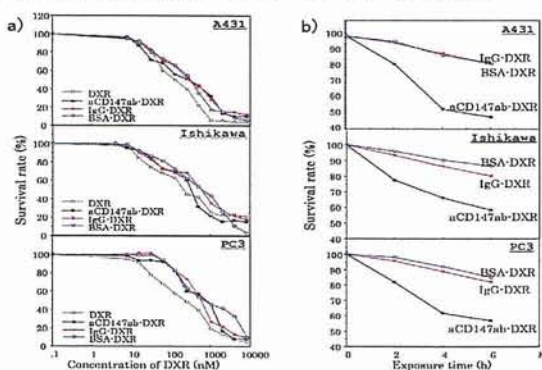 a)
A431
120
100
80
60
40
20
0
DXR
aCD147ab-DXR
IgG-DXR
BSA-DXR
Ishikawa
100
80
60
40
20
0
DXR
aCD147ab-DXR
IgG-DXR
BSA-DXR
PC3
100
80
60
40
20
0
DXR
aCD147ab-DXR
IgG-DXR
BSA-DXR
Survival rate (%)
.1 1 10 100 1000 10000
Concentration of DXR (nM)
b)
A431
100
90
80
70
60
50
40
IgG-DXR
BSA-DXR
aCD147ab-DXR
Ishikawa
100
90
80
70
60
50
40
BSA-DXR
IgG-DXR
aCD147ab-DXR
PC3
100
90
80
70
60
50
40
BSA-DXR
IgG-DXR
aCD147ab-DXR
Survival rate (%)
0 2 4 6 8
Exposure time (h)